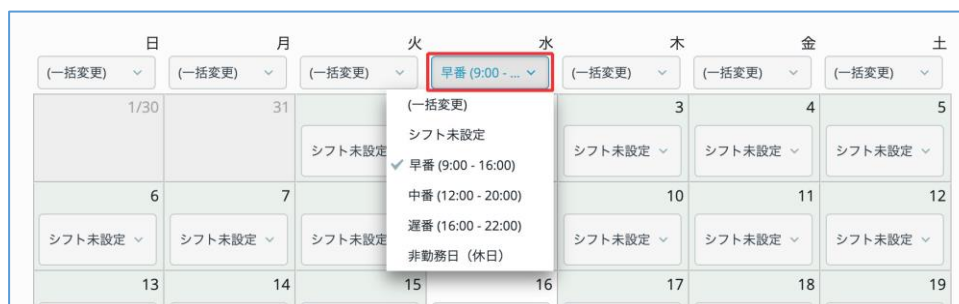 日 月 火 水 木 金 土
(一括変更) (一括変更) (一括変更) 早番 (9:00 - ... (一括変更) (一括変更) (一括変更)
1/30 31 3 4 5
(一括変更)
シフト未設定
早番 (9:00 - 16:00)
中番 (12:00 - 20:00)
遅番 (16:00 - 22:00)
非勤務日（休日）
シフト未設定 シフト未設定 シフト未設定 シフト未設定
6 7 10 11 12
シフト未設定 シフト未設定 シフト未設定 シフト未設定 シフト未設定 シフト未設定
13 14 15 16 17 18 19